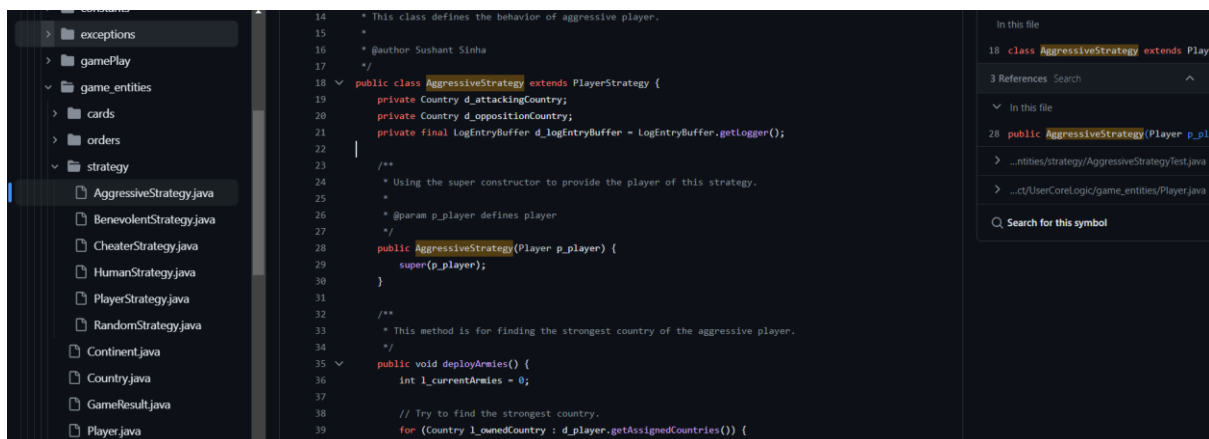 constants
exceptions
gamePlay
game_entities
cards
orders
strategy
AggressiveStrategy.java
BenevolentStrategy.java
CheaterStrategy.java
HumanStrategy.java
PlayerStrategy.java
RandomStrategy.java
Continent.java
Country.java
GameResult.java
Player.java
14 * This class defines the behavior of aggressive player.
15 *
16 * @author Sushant Sinha
17 */
18 public class AggressiveStrategy extends PlayerStrategy {
19 private Country d_attackingCountry;
20 private Country d_oppositionCountry;
21 private final LogEntryBuffer d_logEntryBuffer = LogEntryBuffer.getLogger();
22
23 /**
24 * Using the super constructor to provide the player of this strategy.
25 *
26 * @param p_player defines player
27 */
28 public AggressiveStrategy(Player p_player) {
29 super(p_player);
30 }
31
32 /**
33 * This method is for finding the strongest country of the aggressive player.
34 */
35 public void deployArmies() {
36 int l_currentArmies = 0;
37
38 // Try to find the strongest country.
39 for (Country l_ownedCountry : d_player.getAssignedCountries()) {
In this file
18 class AggressiveStrategy extends Play
3 References Search
In this file
28 public AggressiveStrategy(Player p_pl
...ntities/strategy/AggressiveStrategyTest.java
...ct/UserCoreLogic/game_entities/Player.java
Search for this symbol